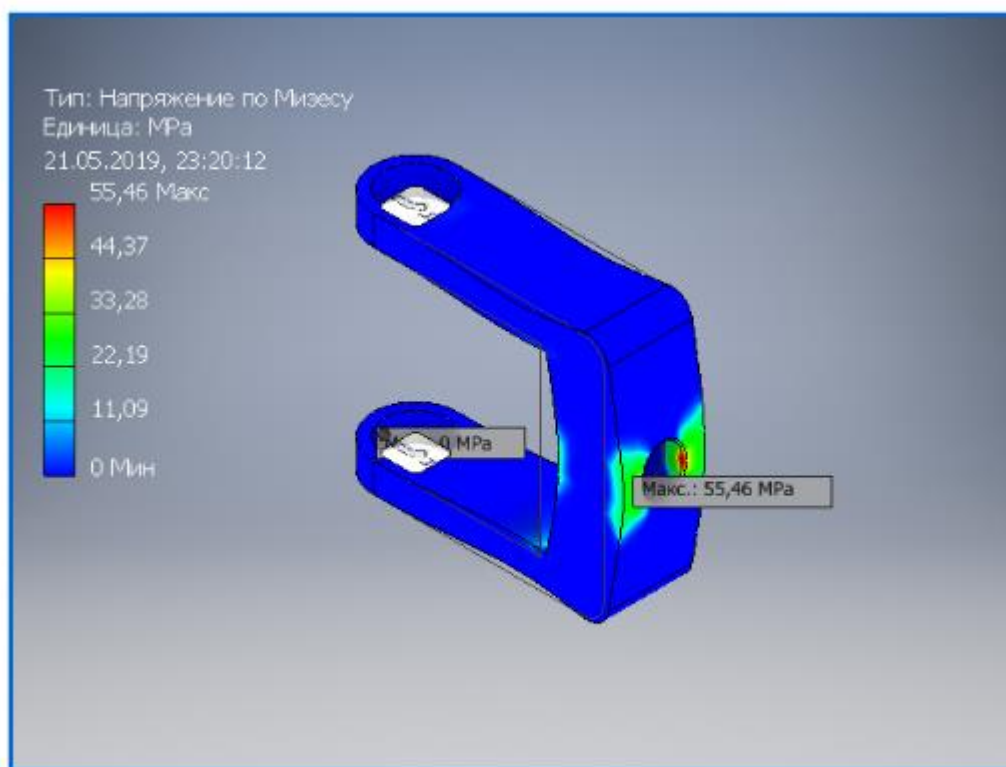 Тип: Напряжение по Мизесу
Единица: MPa
21.05.2019, 23:20:12
55,46 Макс
44,37
33,28
22,19
11,09
0 Мин
0 MPa
Макс.: 55,46 MPa